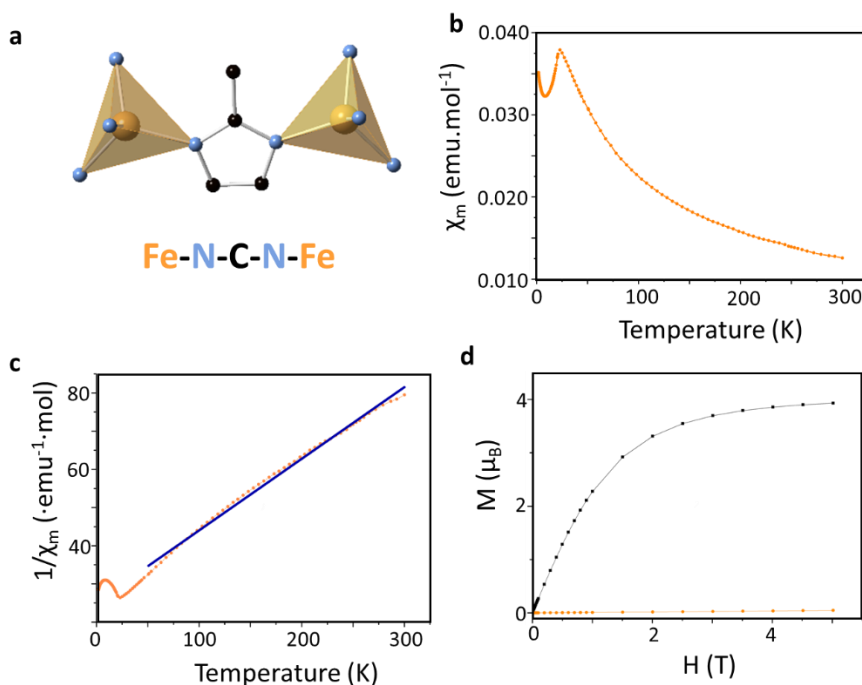 a
Fe-N-C-N-Fe
b
χm (emu.mol⁻¹)
0.040
0.030
0.020
0.010
0 100 200 300
Temperature (K)
c
1/χm (·emu⁻¹·mol)
80
60
40
0 100 200 300
Temperature (K)
d
M (μB)
4
2
0
0 2 4
H (T)